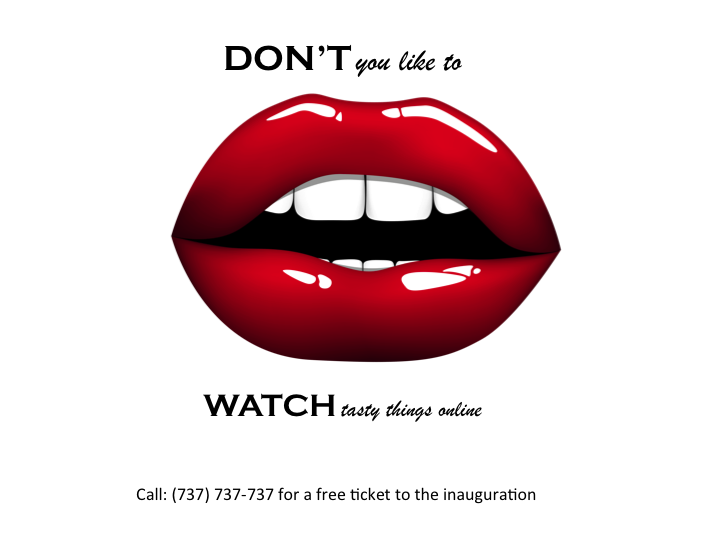 DON’T you like to
WATCH tasty things online
Call: (737) 737-737 for a free ticket to the inauguration